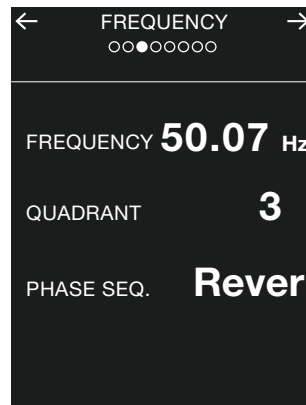 ← FREQUENCY →
FREQUENCY 50.07 Hz
QUADRANT 3
PHASE SEQ. Rever